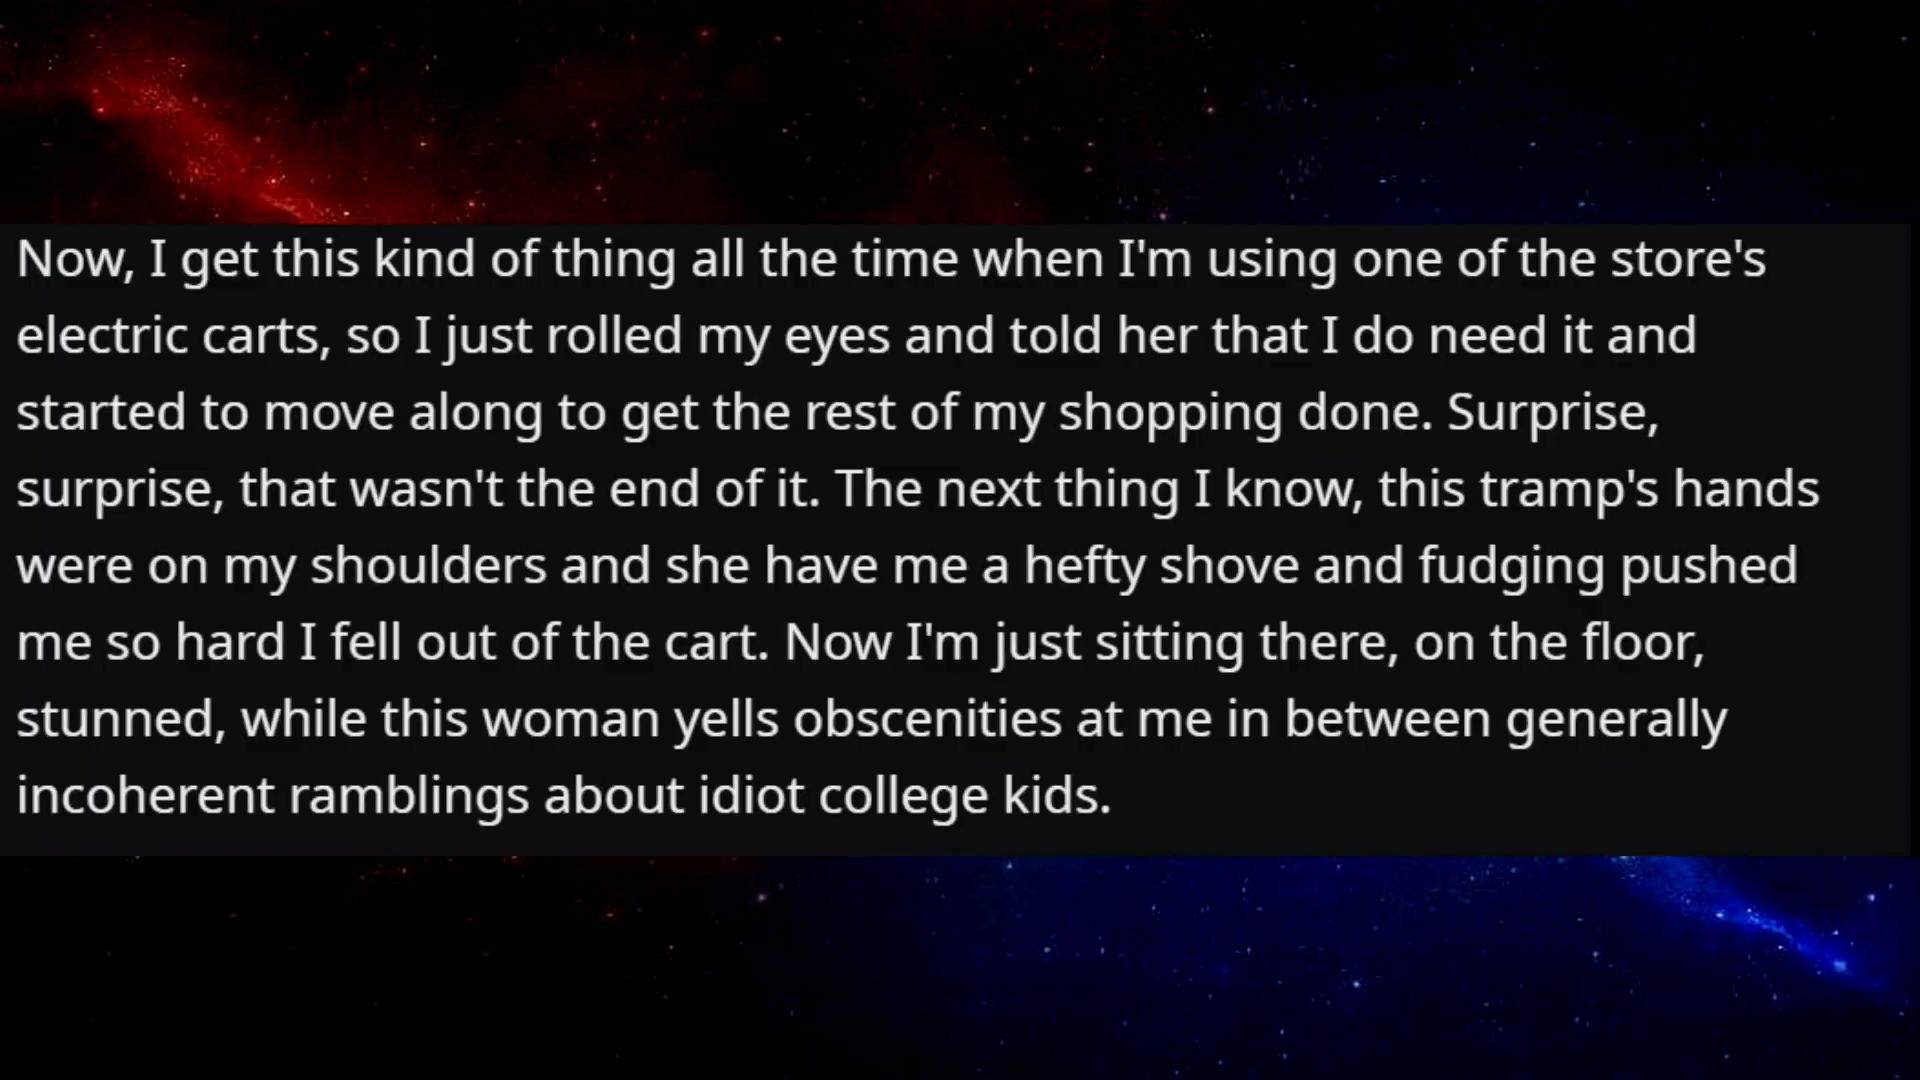 Now, I get this kind of thing all the time when I'm using one of the store's
electric carts, so I just rolled my eyes and told her that I do need it and
started to move along to get the rest of my shopping done. Surprise,
surprise, that wasn't the end of it. The next thing I know, this tramp's hands
were on my shoulders and she have me a hefty shove and fudging pushed
me so hard I fell out of the cart. Now I'm just sitting there, on the floor,
stunned, while this woman yells obscenities at me in between generally
incoherent ramblings about idiot college kids.